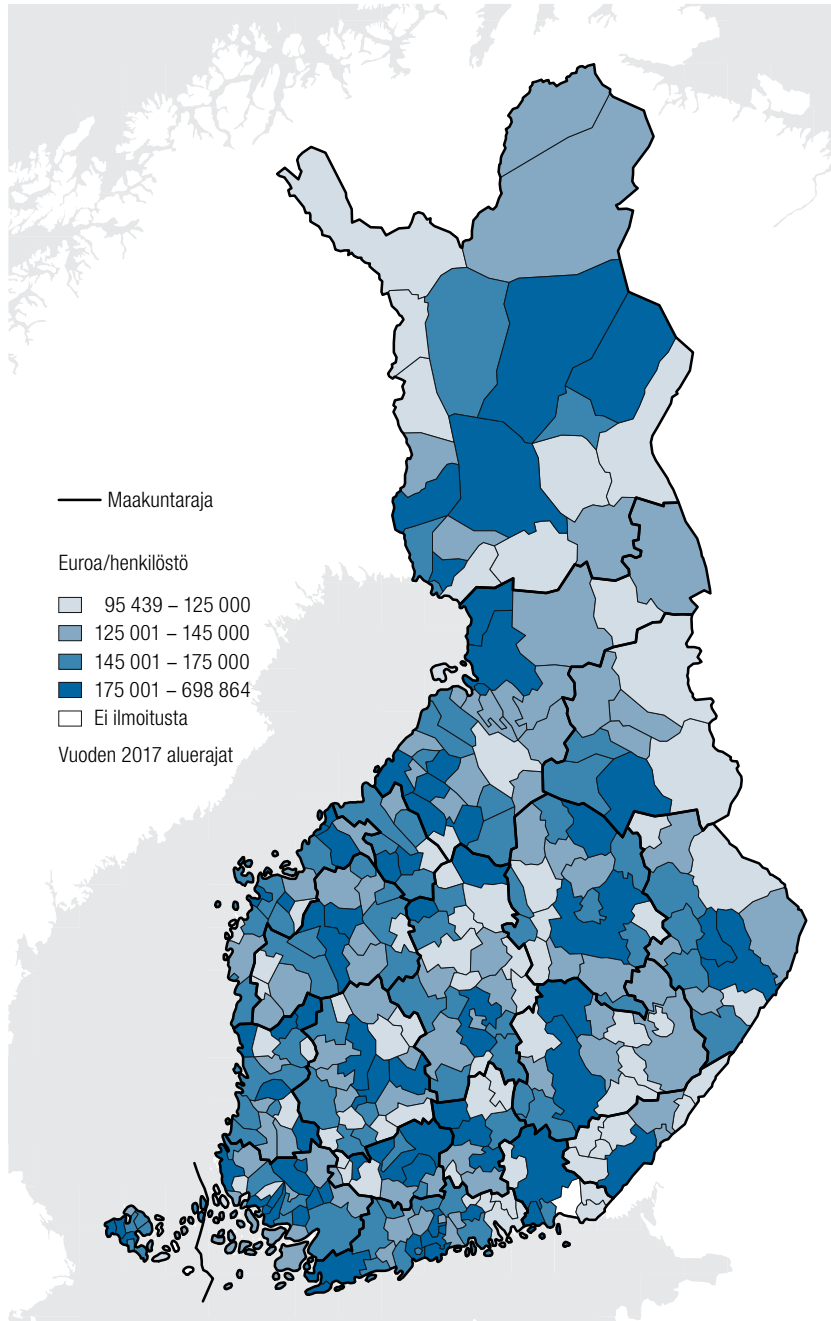 Maakuntaraja
Euroa/henkilöstö
95 439 – 125 000
125 001 – 145 000
145 001 – 175 000
175 001 – 698 864
Ei ilmoitusta
Vuoden 2017 aluerajat